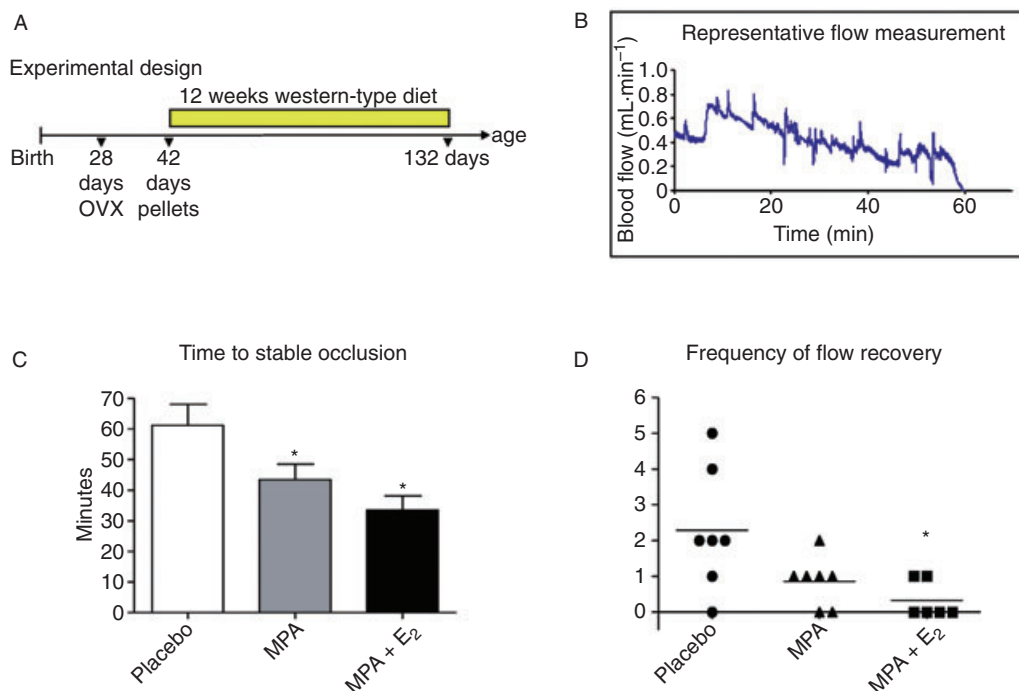 A
Experimental design
12 weeks western-type diet
age
Birth 28 42 132 days
days days
OVX pellets
B
Representative flow measurement
Blood flow (mL·min⁻¹)
1.0
0.8
0.6
0.4
0.2
0
0 20 40 60
Time (min)
C
Time to stable occlusion
Minutes
70
60
50
40
30
20
10
0
*
*
Placebo
MPA
MPA + E₂
D
Frequency of flow recovery
6
5
4
3
2
1
0
*
Placebo
MPA
MPA + E₂